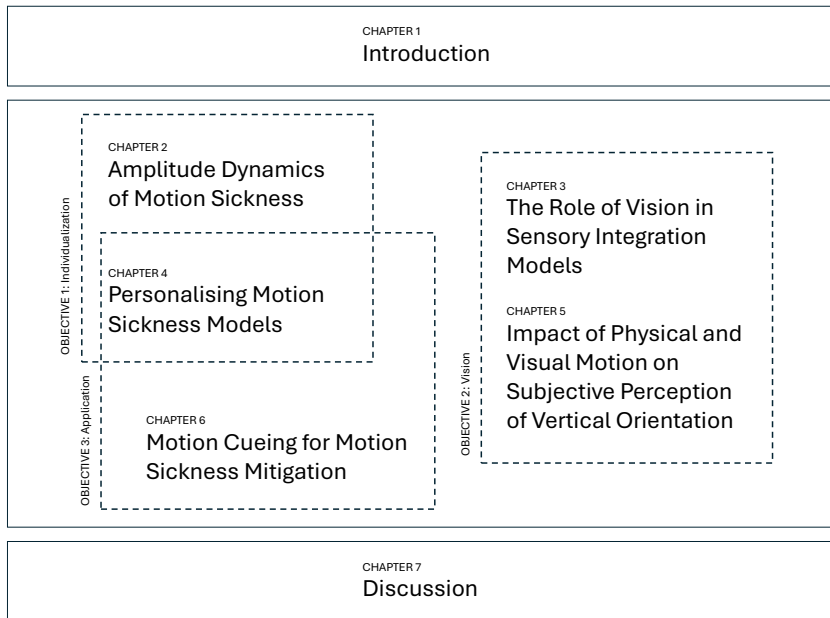 CHAPTER 1
Introduction
CHAPTER 2
Amplitude Dynamics
of Motion Sickness
OBJECTIVE 1: Individualization
CHAPTER 4
Personalising Motion
Sickness Models
OBJECTIVE 3: Application
CHAPTER 6
Motion Cueing for Motion
Sickness Mitigation
CHAPTER 3
The Role of Vision in
Sensory Integration
Models
CHAPTER 5
Impact of Physical and
Visual Motion on
Subjective Perception
of Vertical Orientation
OBJECTIVE 2: Vision
CHAPTER 7
Discussion